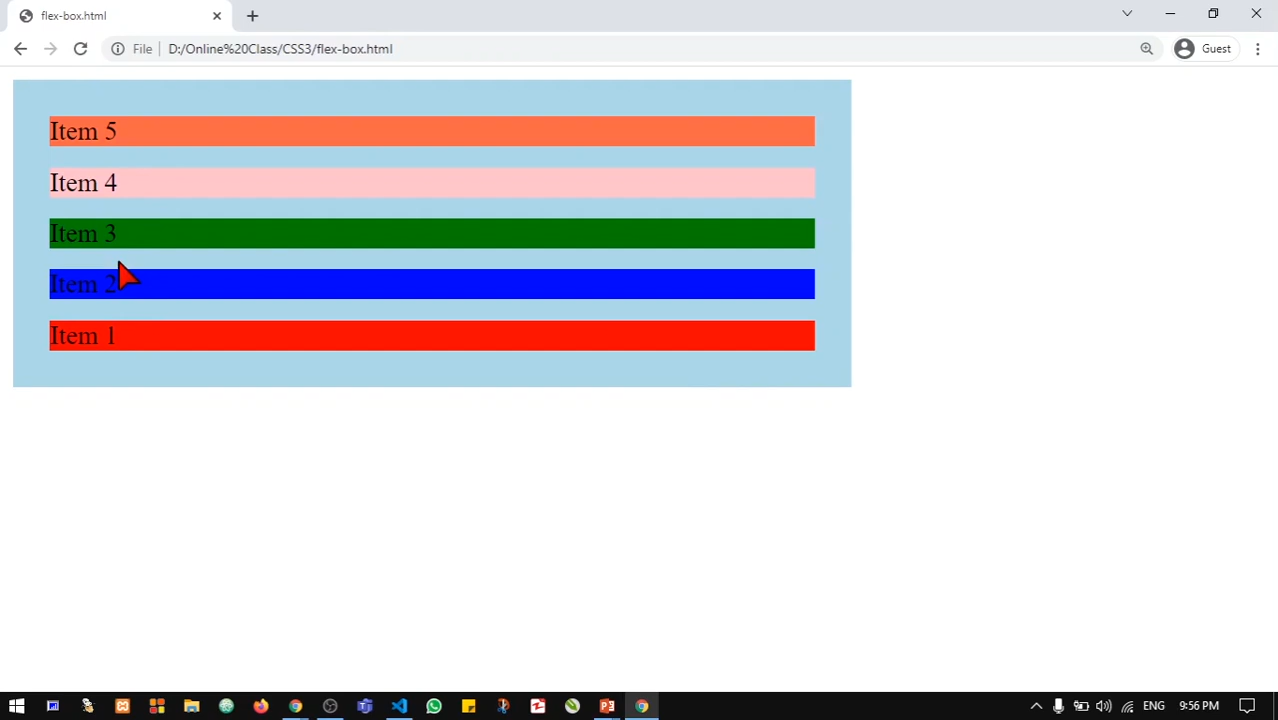 flex-box.html
File
D:/Online%20Class/CSS3/flex-box.html
Guest
Item 5
Item 4
Item 3
Item 2
Item 1
ENG
9:56 PM